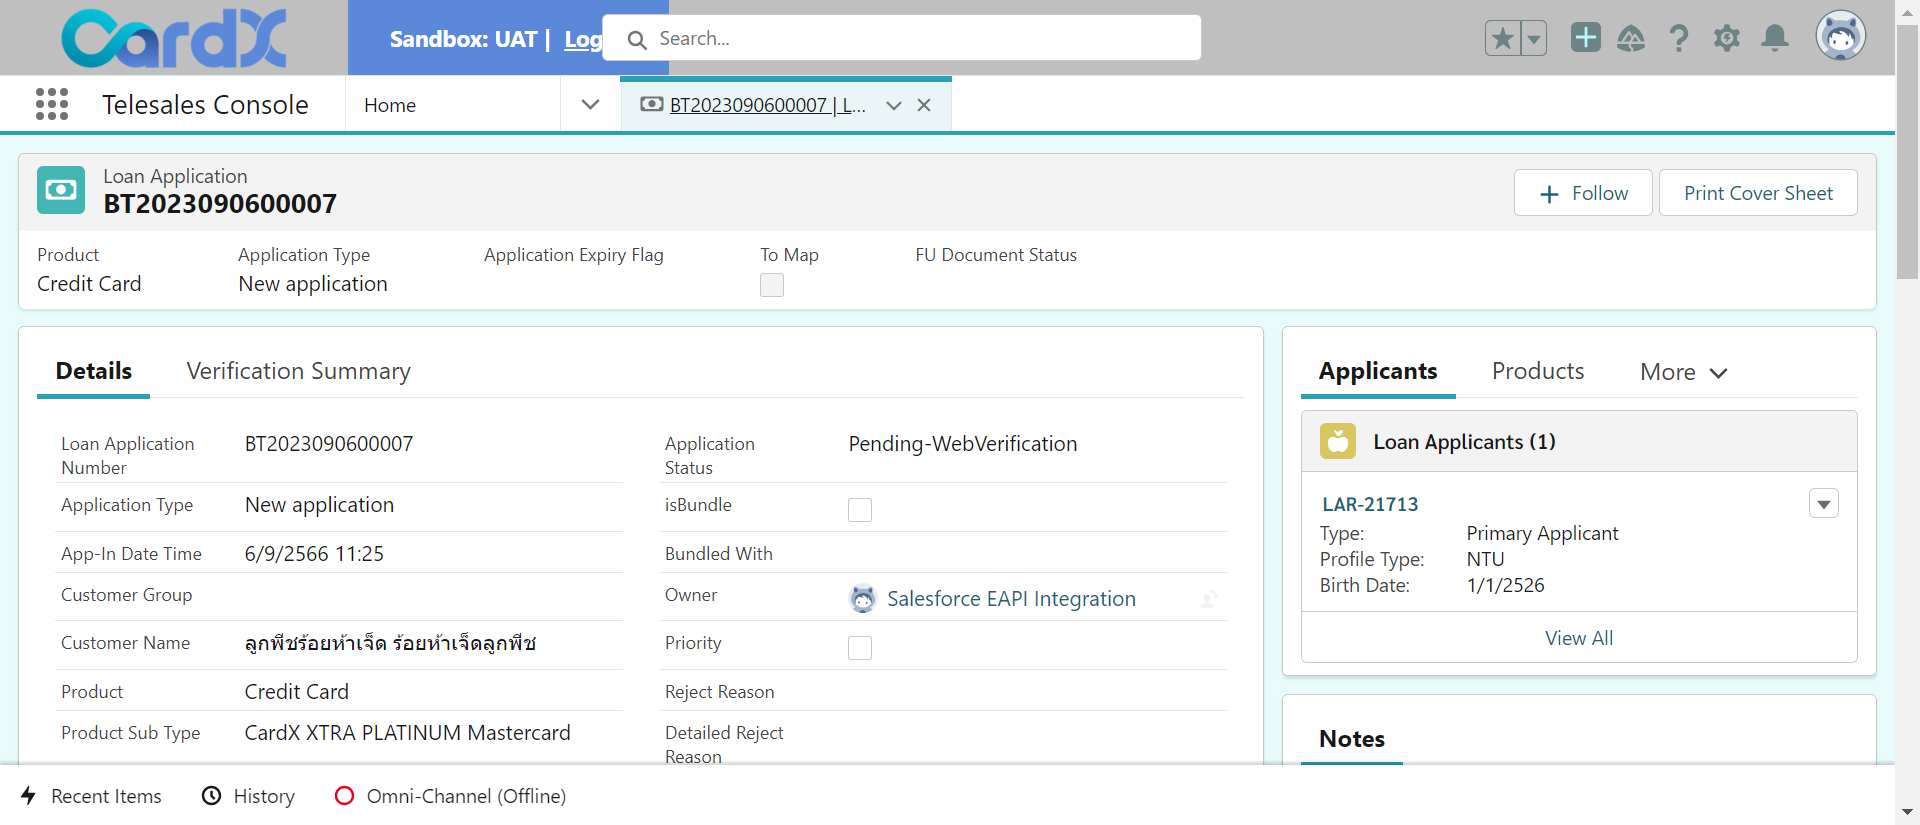 CardX
Sandbox: UAT | Log
Search...
Telesales Console
Home
BT2023090600007 | L...
Loan Application
BT2023090600007
Follow
Print Cover Sheet
Product
Application Type
Application Expiry Flag
To Map
FU Document Status
Credit Card
New application
Details
Verification Summary
Loan Application Number
BT2023090600007
Application Status
Pending-WebVerification
Application Type
New application
isBundle
App-In Date Time
6/9/2566 11:25
Bundled With
Customer Group
Owner
Salesforce EAPI Integration
Customer Name
ลูกพีชร้อยห้าเจ็ด ร้อยห้าเจ็ดลูกพีช
Priority
Product
Credit Card
Reject Reason
Product Sub Type
CardX XTRA PLATINUM Mastercard
Detailed Reject Reason
Applicants
Products
More
Loan Applicants (1)
LAR-21713
Type:
Primary Applicant
Profile Type:
NTU
Birth Date:
1/1/2526
View All
Notes
Recent Items
History
Omni-Channel (Offline)